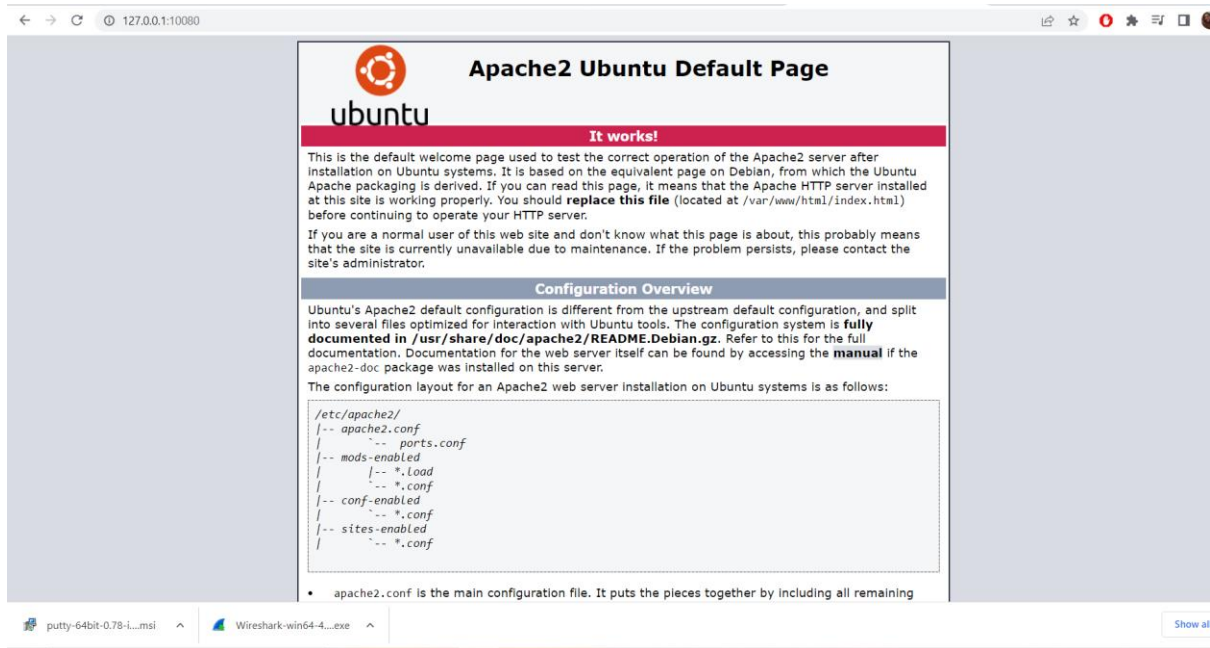 127.0.0.1:10080
Apache2 Ubuntu Default Page
ubuntu
It works!
This is the default welcome page used to test the correct operation of the Apache2 server after
installation on Ubuntu systems. It is based on the equivalent page on Debian, from which the Ubuntu
Apache packaging is derived. If you can read this page, it means that the Apache HTTP server installed
at this site is working properly. You should replace this file (located at /var/www/html/index.html)
before continuing to operate your HTTP server.
If you are a normal user of this web site and don't know what this page is about, this probably means
that the site is currently unavailable due to maintenance. If the problem persists, please contact the
site's administrator.
Configuration Overview
Ubuntu's Apache2 default configuration is different from the upstream default configuration, and split
into several files optimized for interaction with Ubuntu tools. The configuration system is fully
documented in /usr/share/doc/apache2/README.Debian.gz. Refer to this for the full
documentation. Documentation for the web server itself can be found by accessing the manual if the
apache2-doc package was installed on this server.
The configuration layout for an Apache2 web server installation on Ubuntu systems is as follows:
/etc/apache2/
|-- apache2.conf
|       `--  ports.conf
|-- mods-enabled
|       |-- *.load
|       `-- *.conf
|-- conf-enabled
|       `-- *.conf
|-- sites-enabled
|       `-- *.conf
• apache2.conf is the main configuration file. It puts the pieces together by including all remaining
putty-64bit-0.78-i....msi
Wireshark-win64-4....exe
Show all